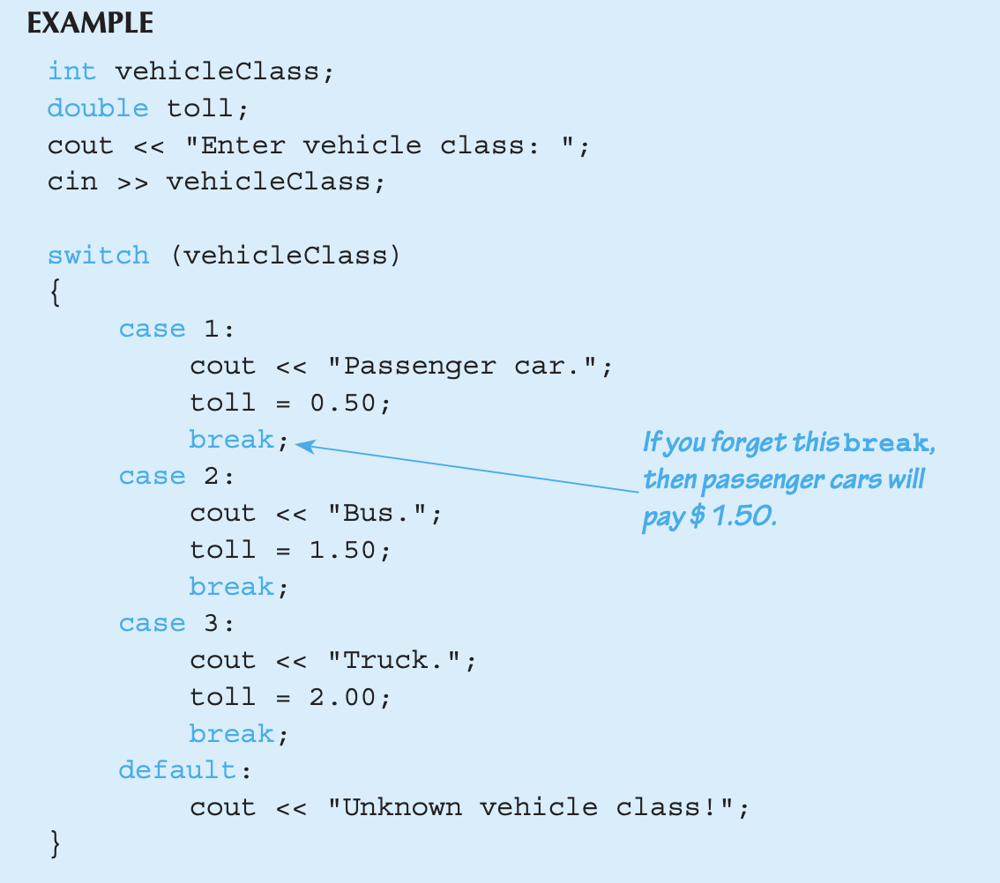 EXAMPLE
int vehicleClass;
double toll;
cout << "Enter vehicle class: ";
cin >> vehicleClass;
switch (vehicleClass)
{
case 1:
cout << "Passenger car.";
toll = 0.50;
break;
If you forget this break,
then passenger cars will
pay $ 1.50.
case 2:
cout << "Bus.";
toll = 1.50;
break;
case 3:
cout << "Truck.";
toll = 2.00;
break;
default:
cout << "Unknown vehicle class!";
}